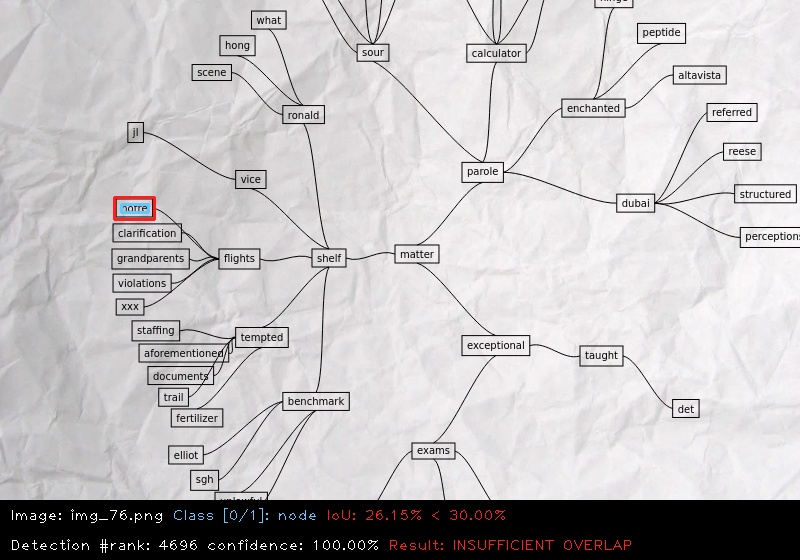 what
hong
scene
ronald
sour
calculator
peptide
altavista
enchanted
referred
reese
structured
perceptions
dubai
parole
jl
vice
notre
clarification
grandparents
violations
xxx
flights
shelf
matter
staffing
tempted
aforementioned
documents
trail
fertilizer
benchmark
exceptional
taught
det
elliot
sgh
exams
Image: img_76.png Class [0/1]: node IoU: 26.15% < 30.00%
Detection #rank: 4696 confidence: 100.00% Result: INSUFFICIENT OVERLAP